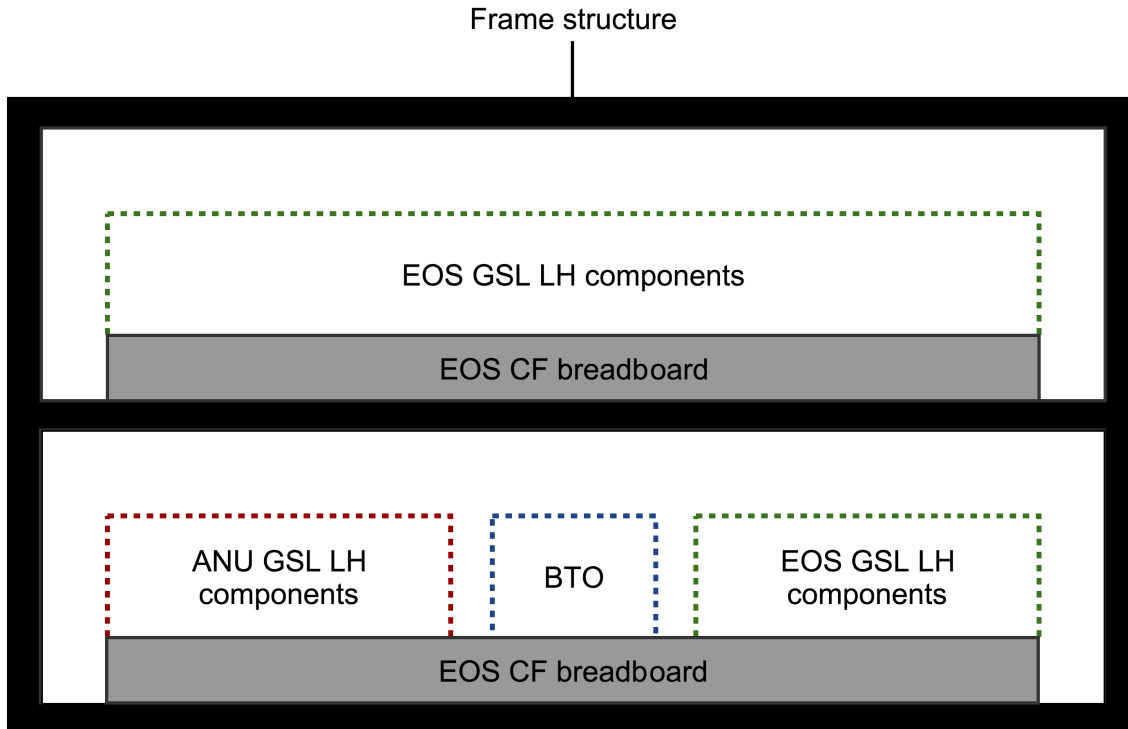 Frame structure
EOS GSL LH components
EOS CF breadboard
ANU GSL LH
components
BTO
EOS GSL LH
components
EOS CF breadboard